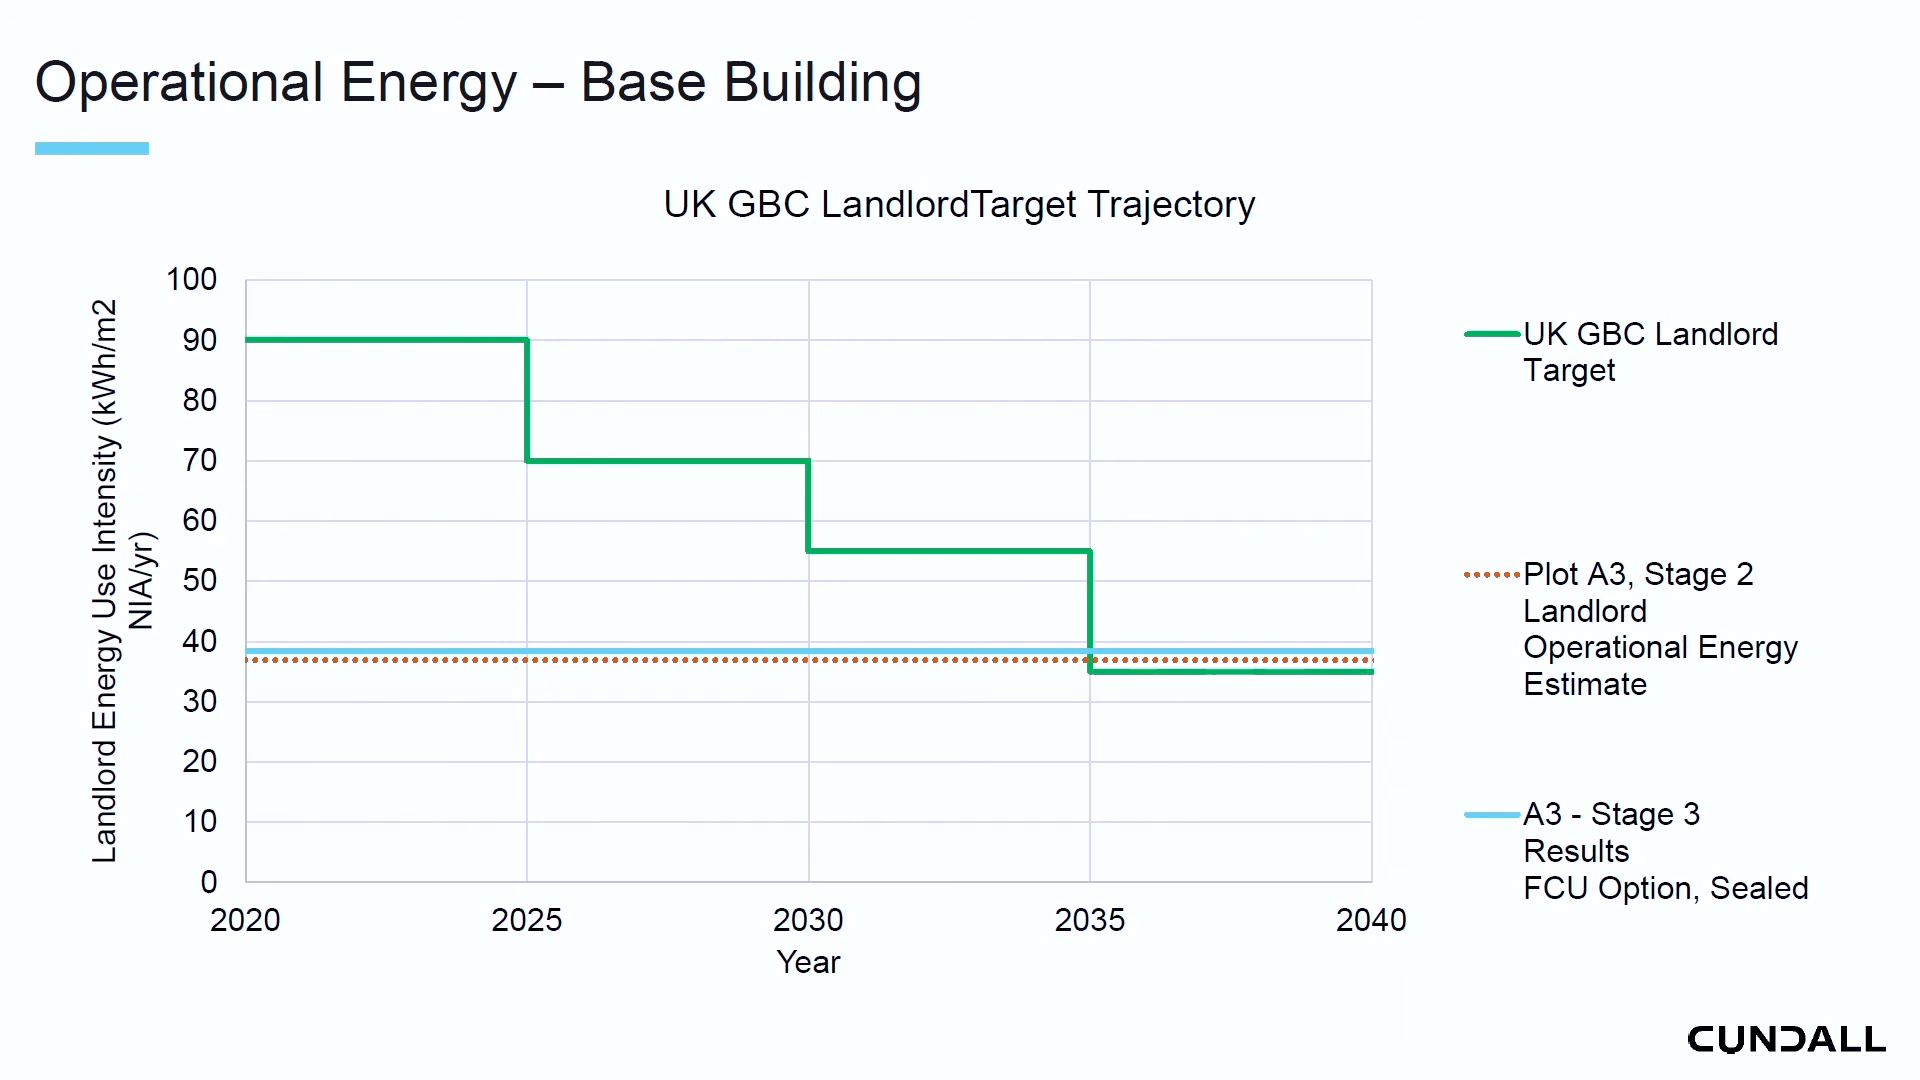 Operational Energy – Base Building
UK GBC LandlordTarget Trajectory
Landlord Energy Use Intensity (kWh/m2
NIA/yr)
100
90
80
70
60
50
40
30
20
10
0
2020
2025
2030
2035
2040
Year
UK GBC Landlord
Target
Plot A3, Stage 2
Landlord
Operational Energy
Estimate
A3 - Stage 3
Results
FCU Option, Sealed
CUNDALL